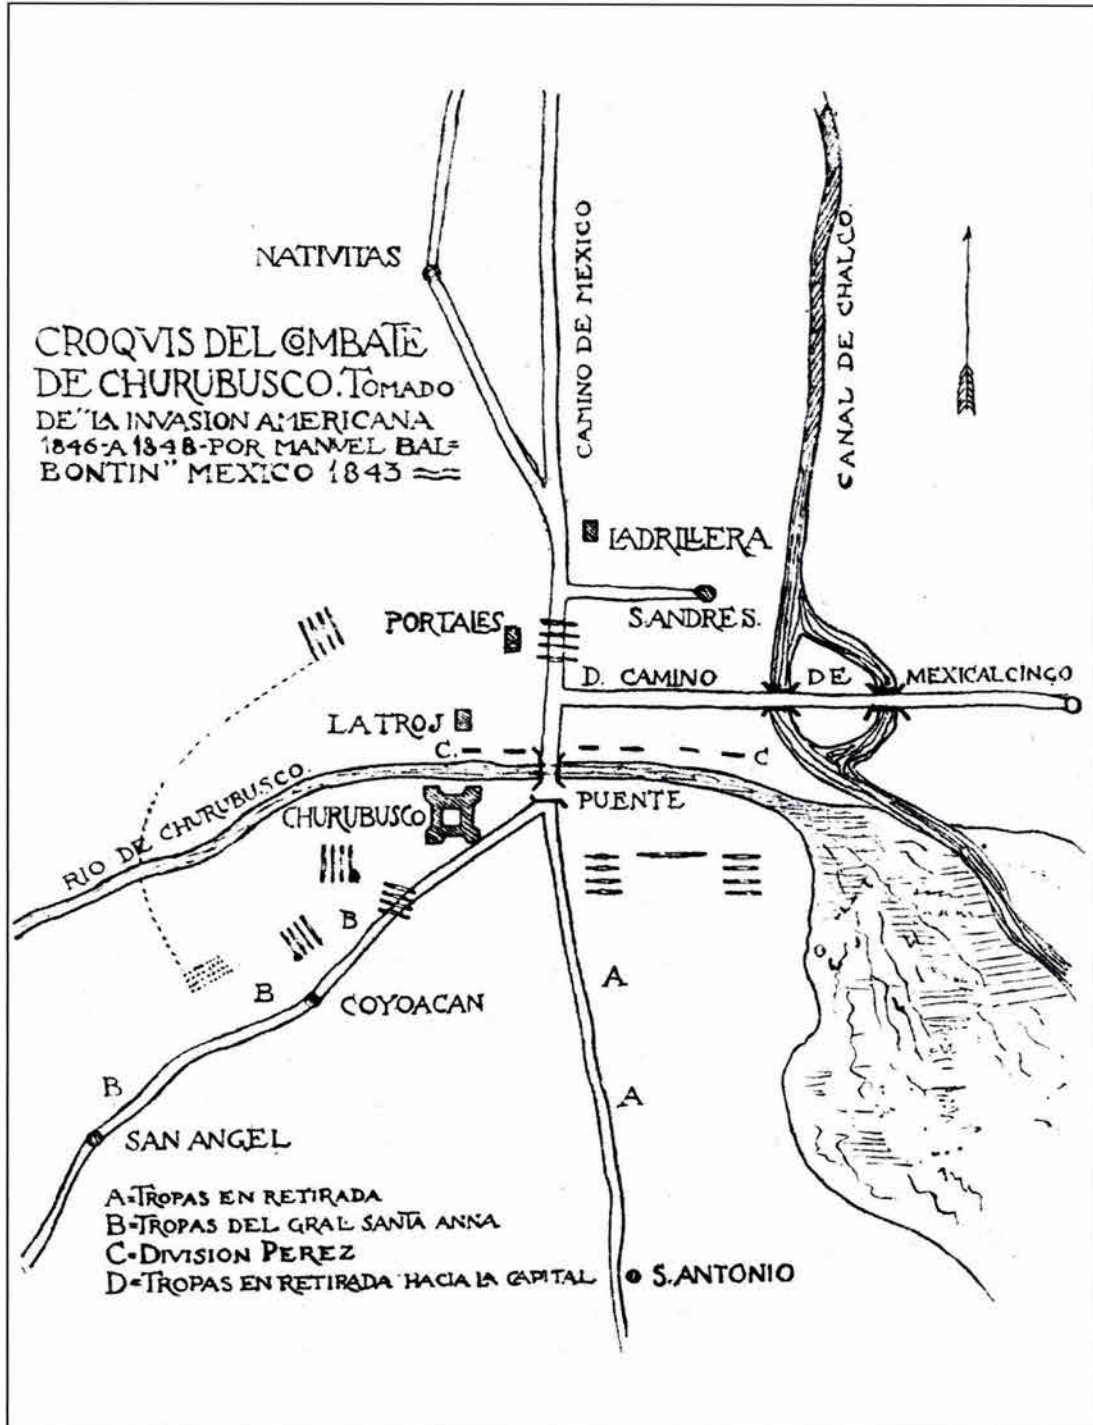 NATIVITAS
CROQVIS DEL COMBATE
DE CHURUBUSCO. TOMADO
DE "LA INVASION AMERICANA
1846-A 1848-POR MANVEL BAL=
BONTIN" MEXICO 1843
CAMINO DE MEXICO
CANAL DE CHALCO.
LADRILLERA
S. ANDRES.
PORTALES
D. CAMINO DE MEXICALCINGO
LA TROJ
C.
C
RIO DE CHURUBUSCO.
CHURUBUSCO
PUENTE
B
A
B
COYOACAN
B
A
SAN ANGEL
A=TROPAS EN RETIRADA
B=TROPAS DEL GRAL SANTA ANNA
C=DIVISION PEREZ
D=TROPAS EN RETIRADA HACIA LA CAPITAL
S. ANTONIO